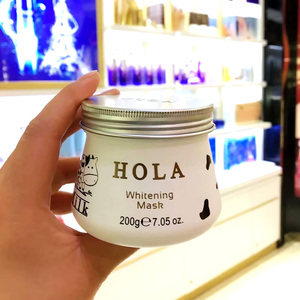 HOLA
Whitening
Mask
200g℮7.05 oz.